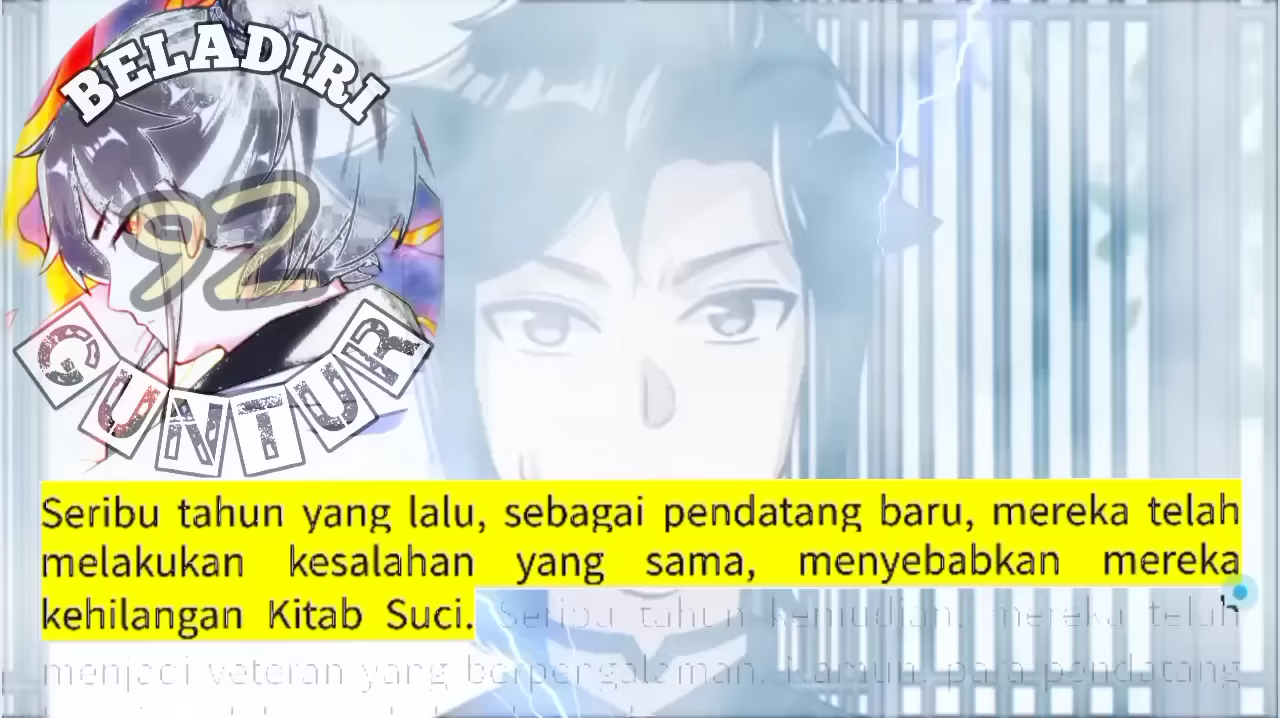 BELADIRI
92
GUNTUR
Seribu tahun yang lalu, sebagai pendatang baru, mereka telah
melakukan kesalahan yang sama, menyebabkan mereka
kehilangan Kitab Suci. Seribu tahun kemudian, mereka telah
menjadi veteran yang berpengalaman. Namun, para pendatang